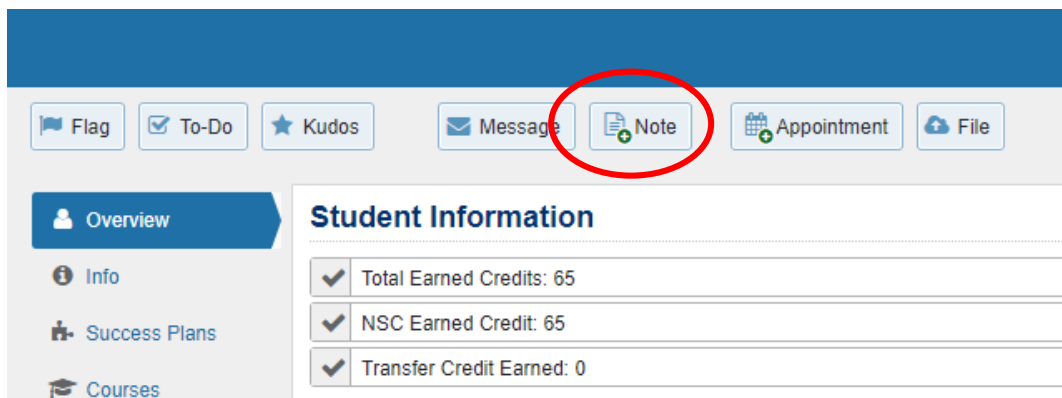 Flag To-Do Kudos Message Note Appointment File
Overview
Student Information
Info
Total Earned Credits: 65
NSC Earned Credit: 65
Success Plans
Transfer Credit Earned: 0
Courses